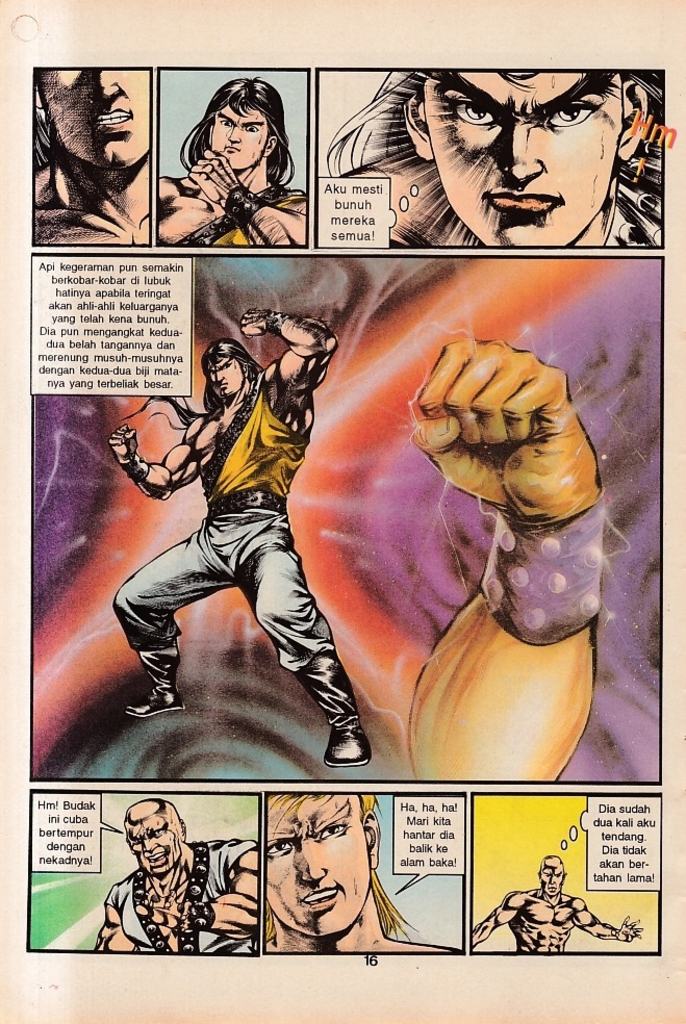 Hm
!
Aku mesti
bunuh
mereka
semua!
Api kegeraman pun semakin
berkobar-kobar di lubuk
hatinya apabila teringat
akan ahli-ahli keluarganya
yang telah kena bunuh.
Dia pun mengangkat kedua-
dua belah tangannya dan
merenung musuh-musuhnya
dengan kedua-dua biji mata-
nya yang terbeliak besar.
Hm! Budak
ini cuba
bertempur
dengan
nekadnya!
Ha, ha, ha!
Mari kita
hantar dia
balik ke
alam baka!
Dia sudah
dua kali aku
tendang.
Dia tidak
akan ber-
tahan lama!
16